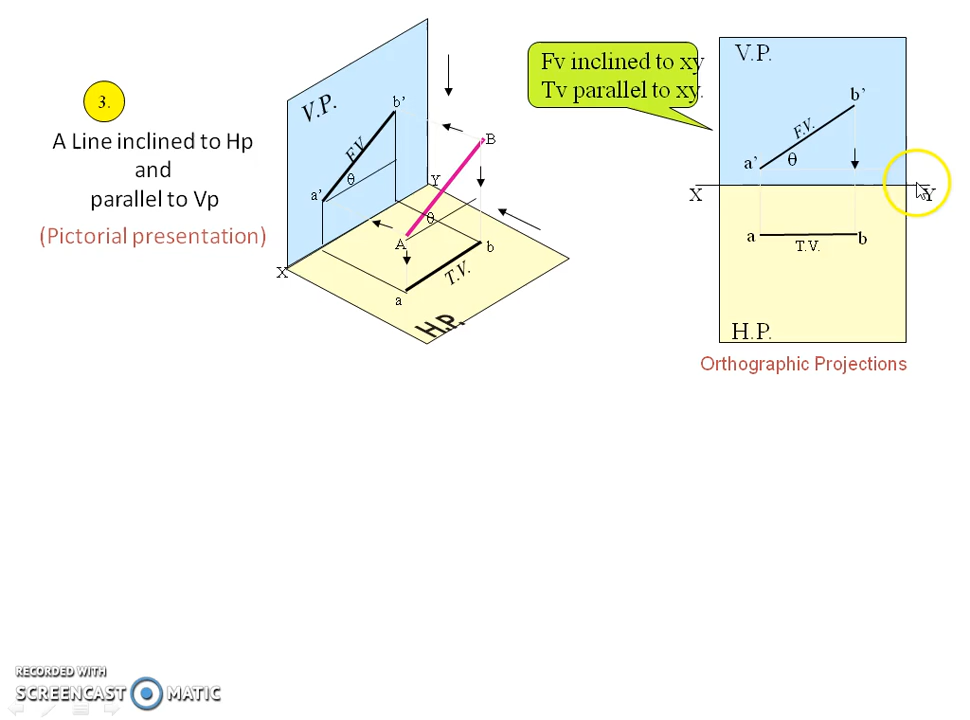 3.
A Line inclined to Hp
and
parallel to Vp
(Pictorial presentation)
V.P.
b'
F.V.
θ
a'
B
Y
θ
A
X
b
T.V.
a
H.P.
Fv inclined to xy
Tv parallel to xy.
V.P.
b'
F.V.
a'
θ
X
Y
a
b
T.V.
H.P.
Orthographic Projections
RECORDED WITH
SCREENCAST MATIC